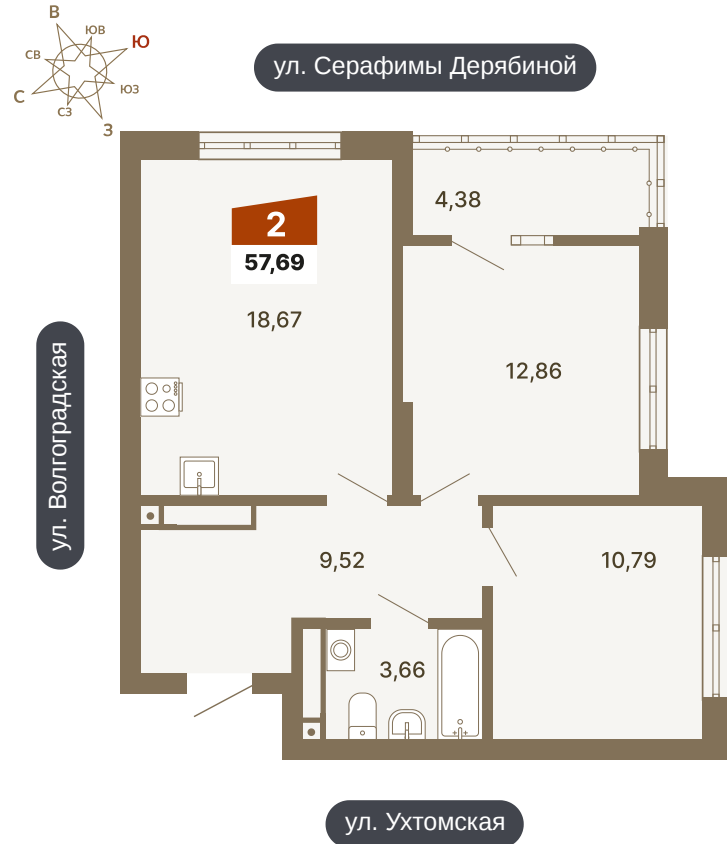 В
ЮВ
Ю
СВ
ЮЗ
С
СЗ
З
ул. Серафимы Дерябиной
4,38
2
57,69
18,67
12,86
ул. Волгоградская
9,52
10,79
3,66
ул. Ухтомская